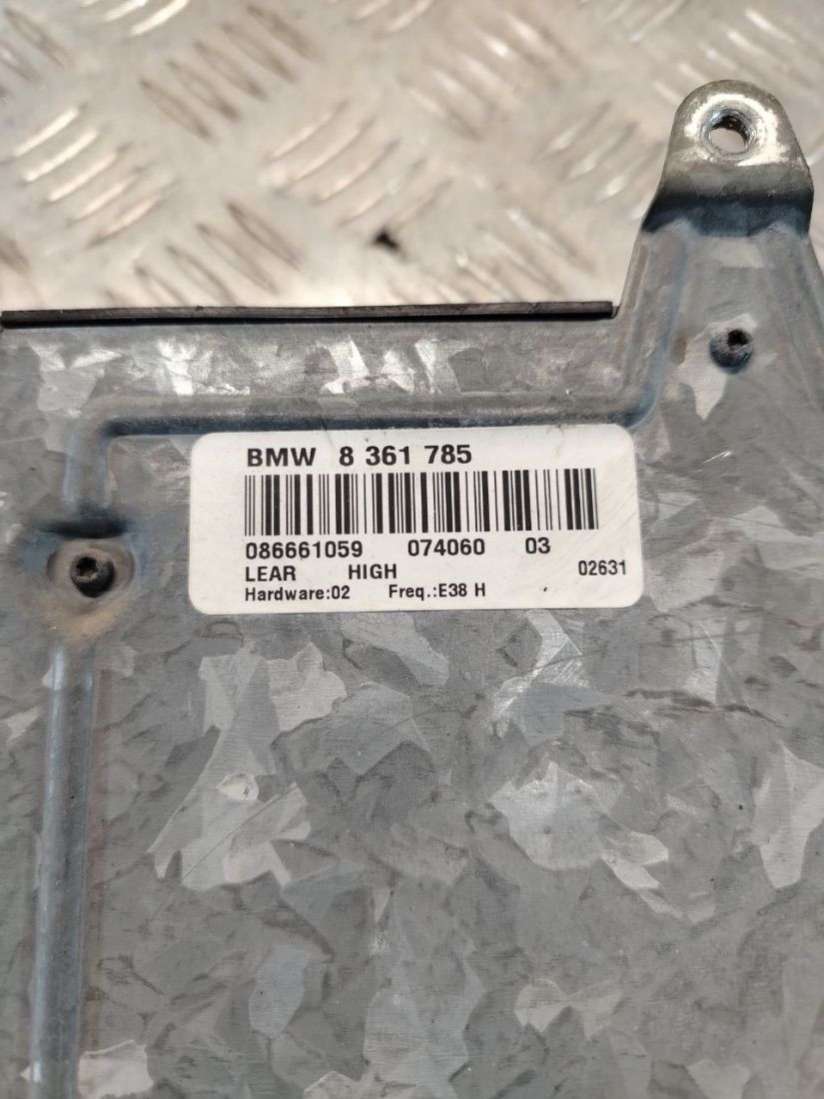 BMW 8 361 785
086661059 074060 03
LEAR HIGH 02631
Hardware:02 Freq.:E38 H